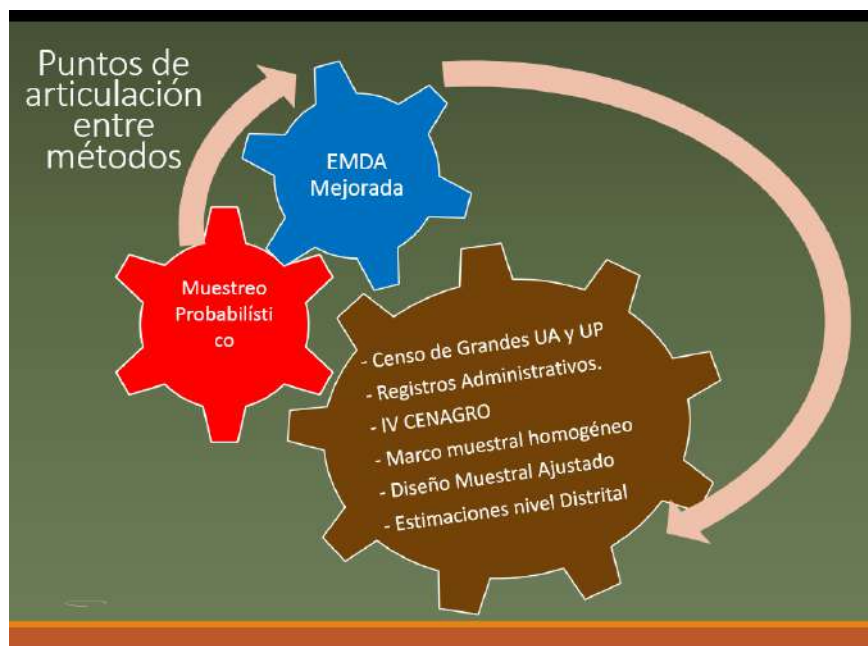 Puntos de
articulación
entre
métodos
EMDA
Mejorada
Muestreo
Probabilísti
co
- Censo de Grandes UA y UP
- Registros Administrativos.
- IV CENAGRO
- Marco muestral homogéneo
- Diseño Muestral Ajustado
- Estimaciones nivel Distrital